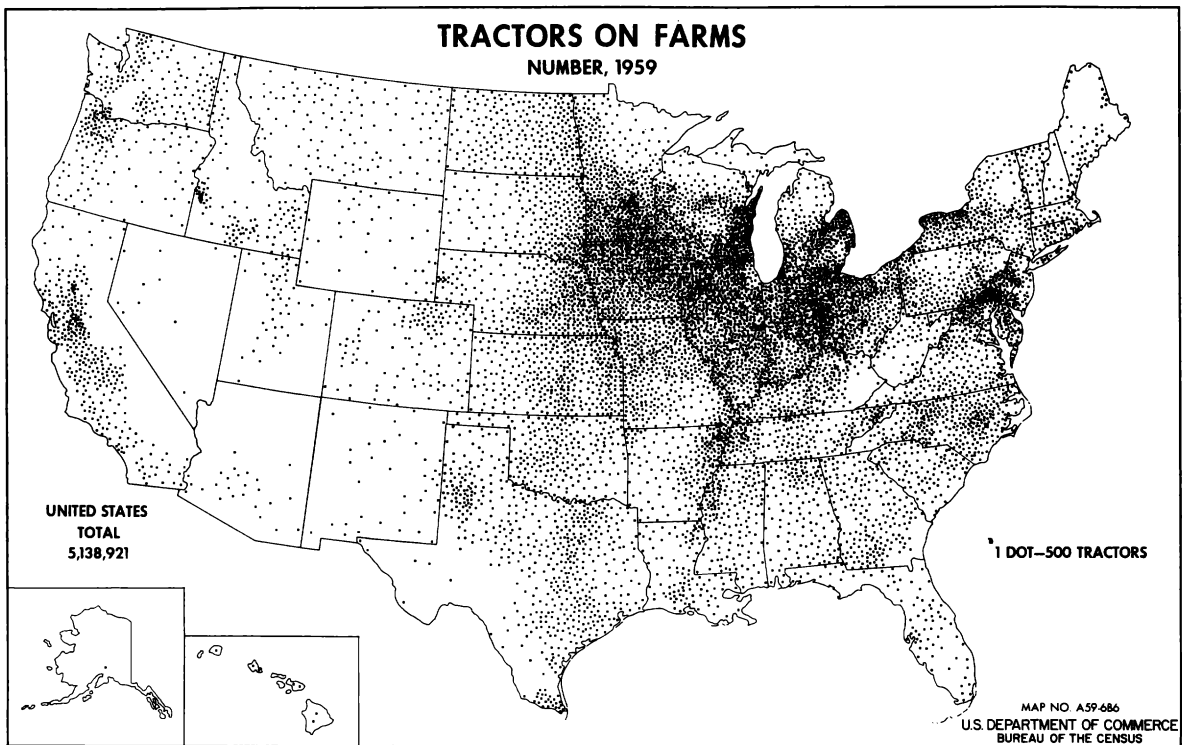 TRACTORS ON FARMS
NUMBER, 1959
UNITED STATES
TOTAL
5,138,921
1 DOT—500 TRACTORS
MAP NO. A59-686
U.S. DEPARTMENT OF COMMERCE
BUREAU OF THE CENSUS